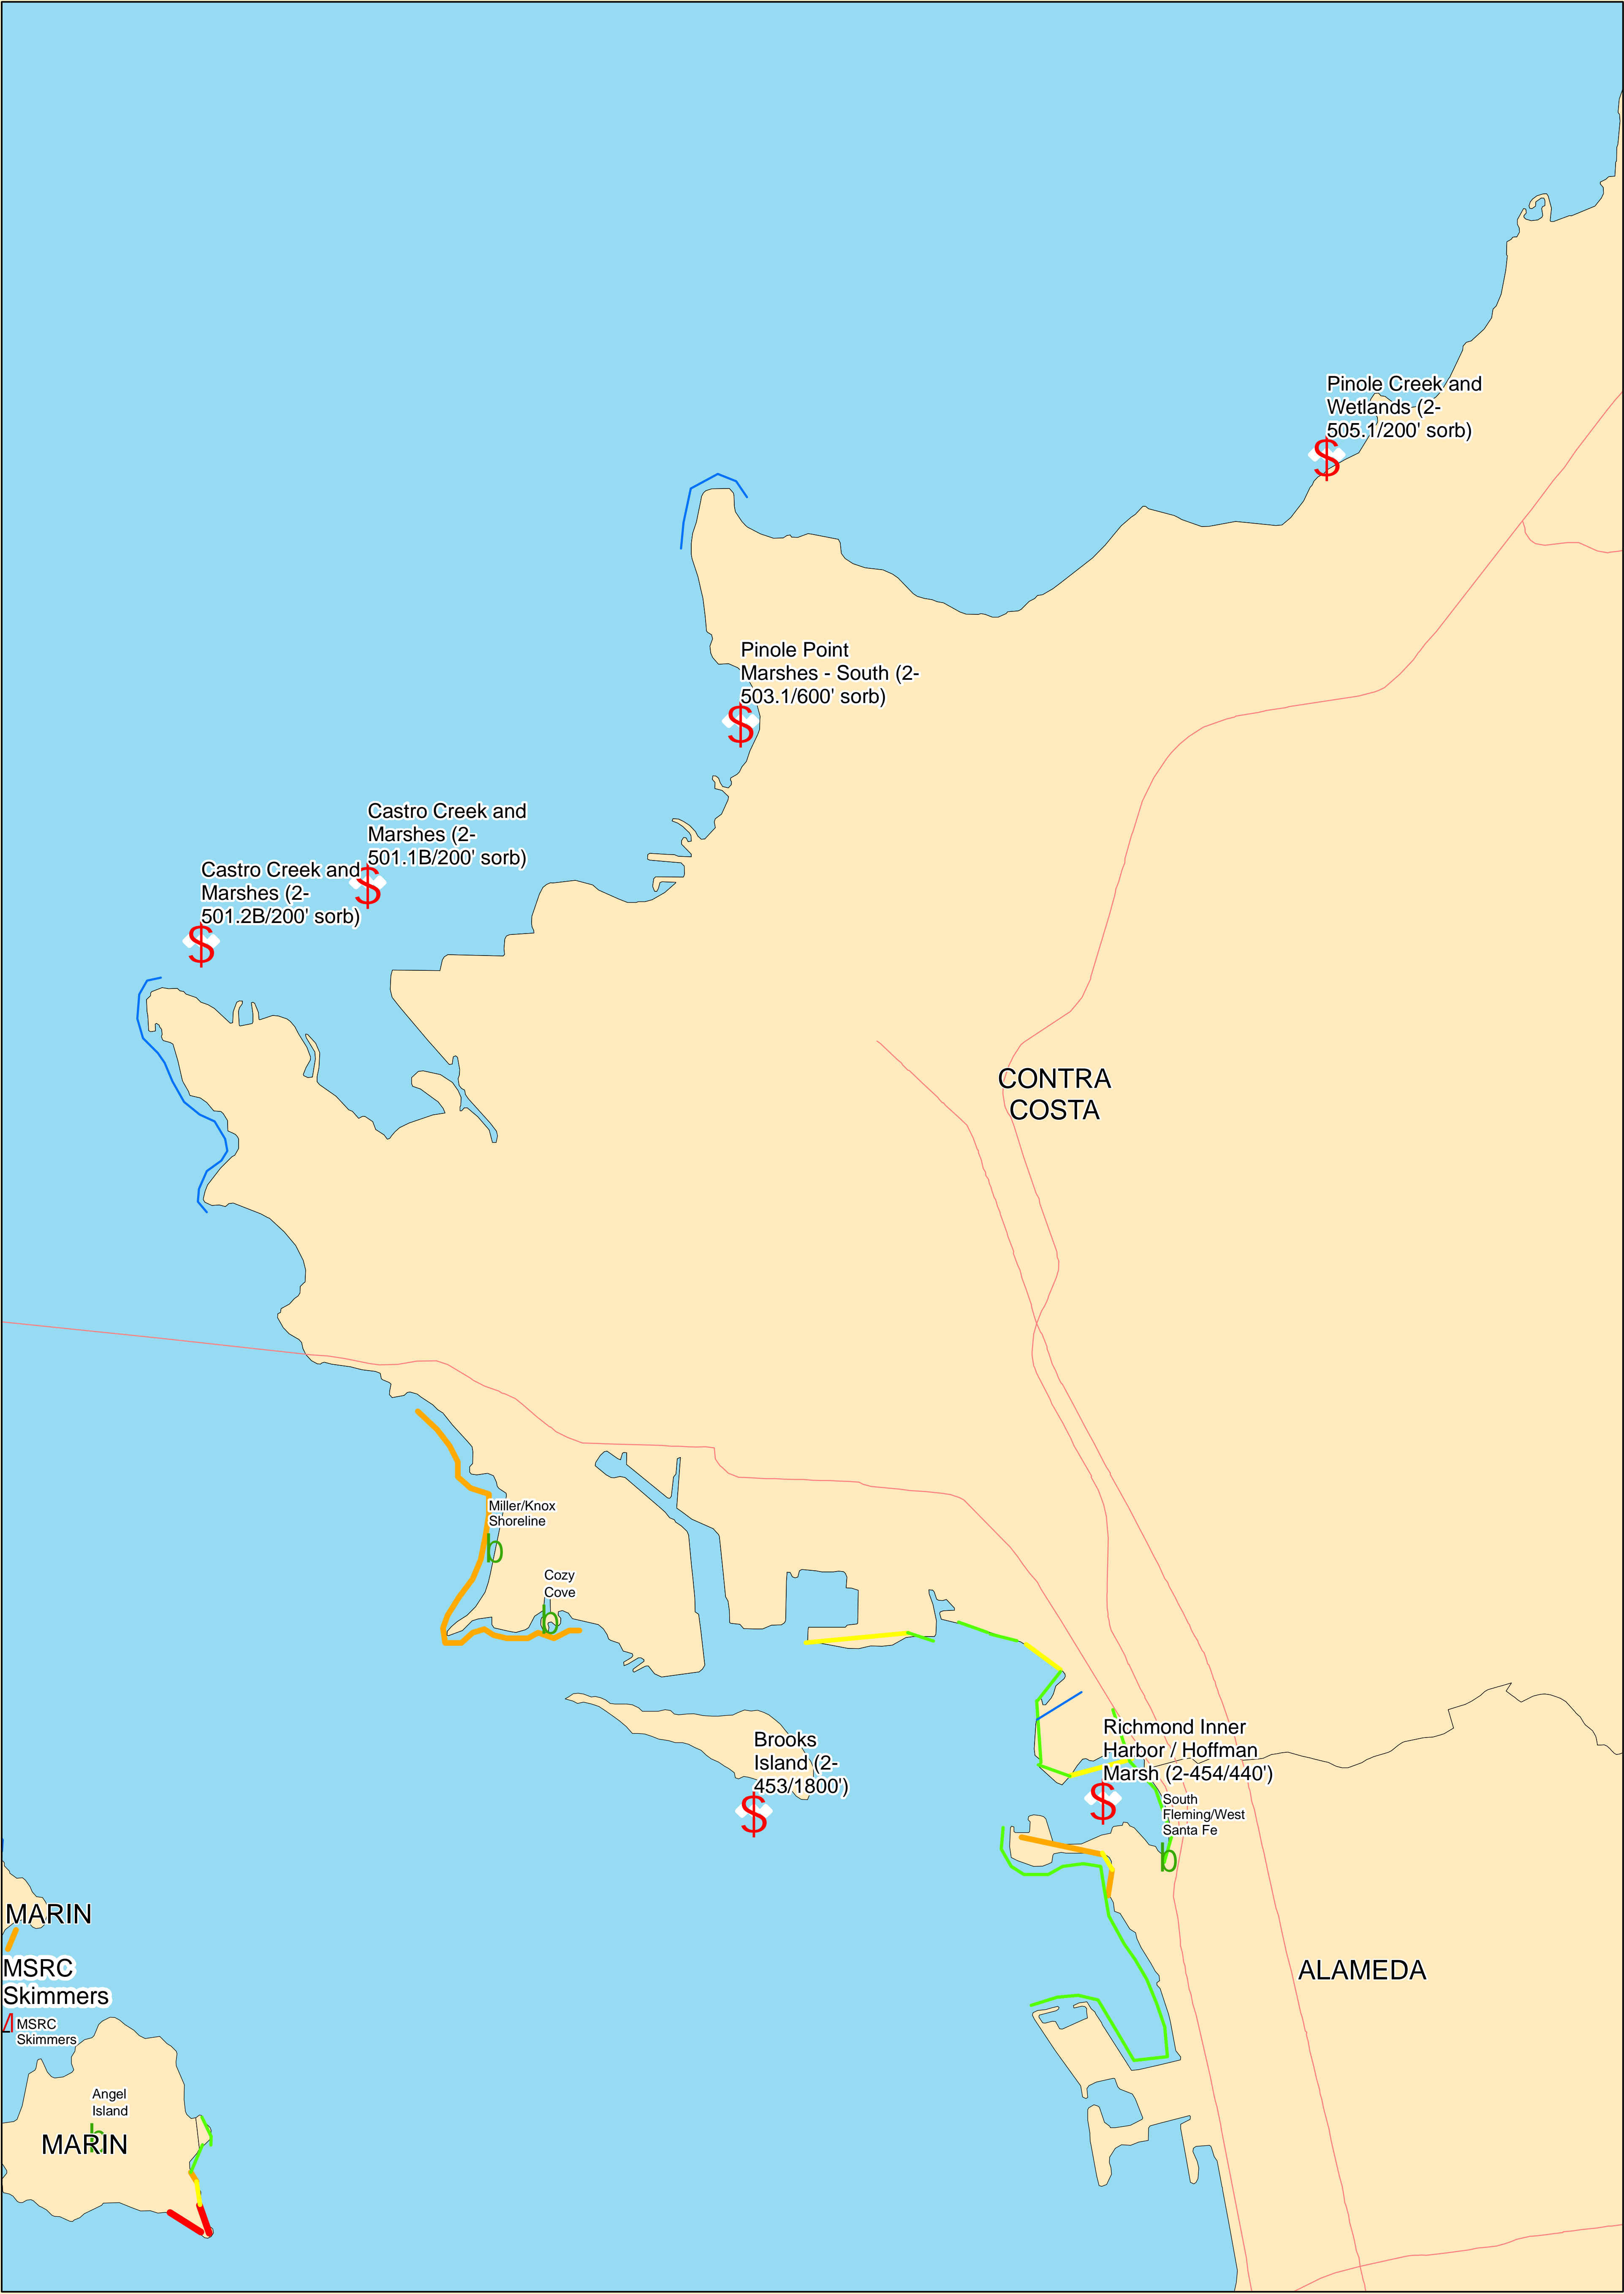 Pinole Creek and
Wetlands (2-
505.1/200' sorb)
$
Pinole Point
Marshes - South (2-
503.1/600' sorb)
$
Castro Creek and
Marshes (2-
501.1B/200' sorb)
$
Castro Creek and
Marshes (2-
501.2B/200' sorb)
$
CONTRA
COSTA
Miller/Knox
Shoreline
b
Cozy
Cove
b
Brooks
Island (2-
453/1800')
$
Richmond Inner
Harbor / Hoffman
Marsh (2-454/440')
$
South
Fleming/West
Santa Fe
b
MARIN
MSRC
Skimmers
MSRC
Skimmers
ALAMEDA
Angel
Island
b
MARIN